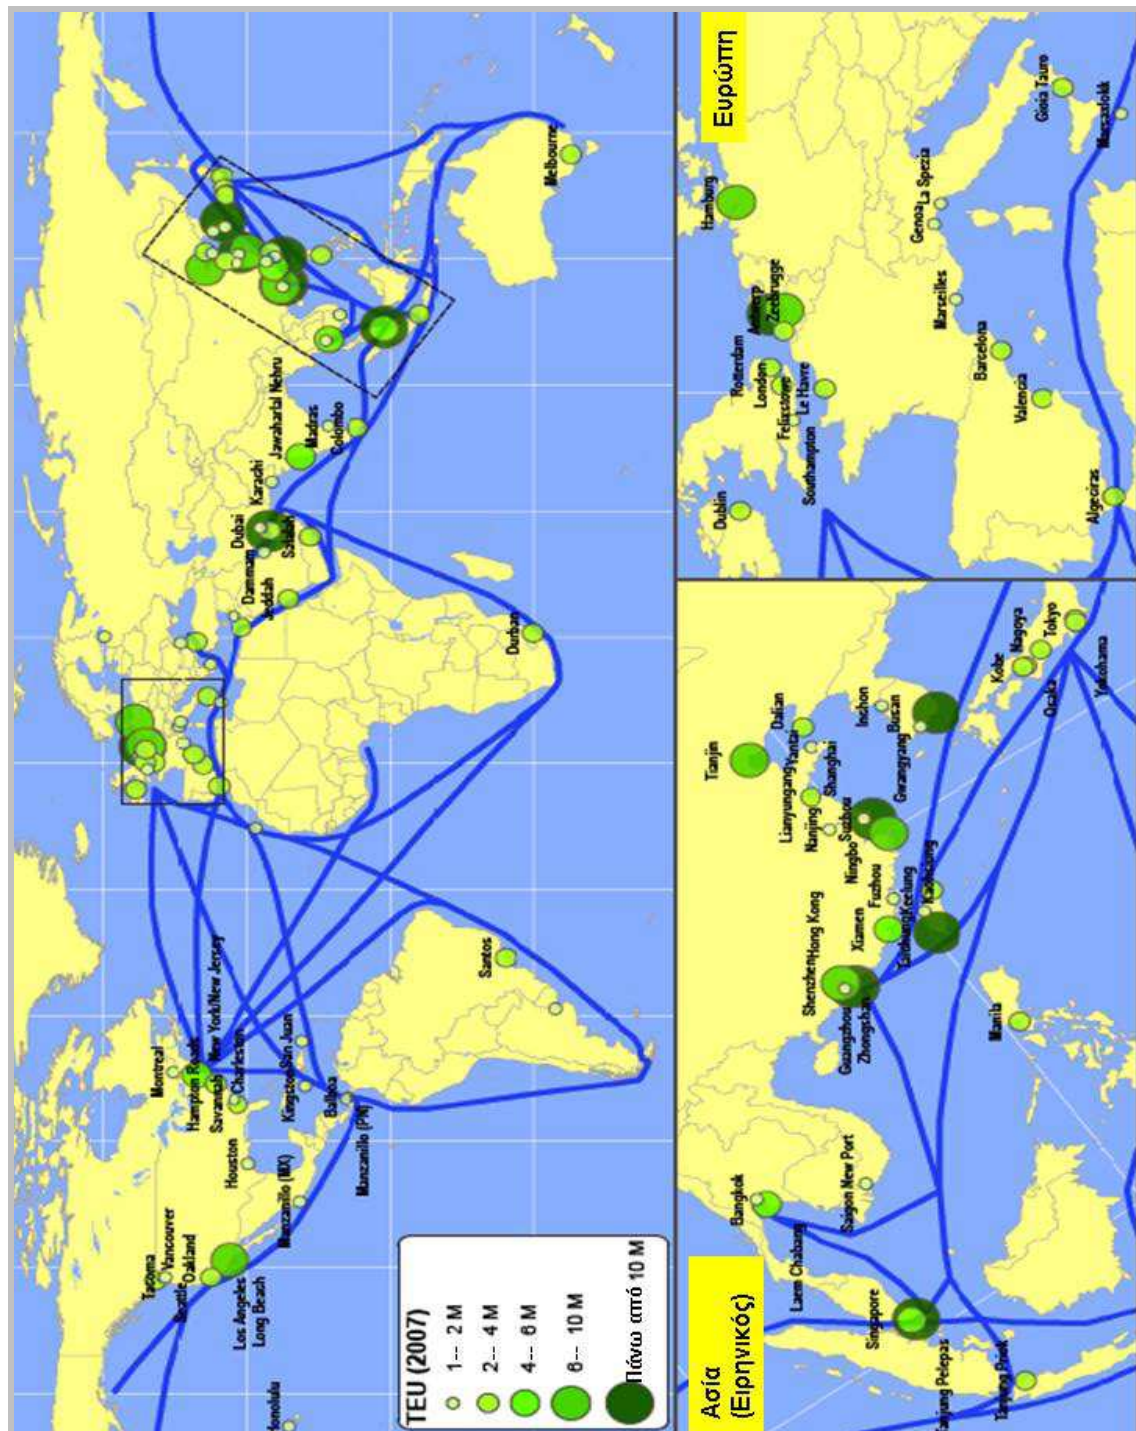 Tacoma
Vancouver
Seattle
Oakland
Los Angeles
Long Beach
Honolulu
Houston
Manzanillo (MX)
Manzanillo (PN)
Balboa
Kingston
San Juan
Montreal
Hampton Roads
New York/New Jersey
Savannah
Charleston
Santos
Durban
Jeddah
Dammam
Dubai
Salalah
Karachi
Jawaharlal Nehru
Madras
Colombo
Melbourne
TEU (2007)
1-- 2 M
2-- 4 M
4-- 6 M
6-- 10 M
Πάνω από 10 M
Ασία
(Ειρηνικός)
Bangkok
Laem Chabang
Saigon New Port
Singapore
Tanjung Pelepas
Tanjung Priok
Manila
Shenzhen
Hong Kong
Guangzhou
Zhongshan
Xiamen
Fuzhou
Taichung
Keelung
Kaohsiung
Ningbo
Suzhou
Nanjing
Shanghai
Lianyungang
Yantai
Tianjin
Dalian
Inchon
Busan
Gwangyang
Kobe
Nagoya
Osaka
Tokyo
Yokohama
Ευρώπη
Dublin
Southampton
Felixstowe
London
Le Havre
Rotterdam
Antwerp
Zeebrugge
Hamburg
Algeciras
Valencia
Barcelona
Marseilles
Genoa
La Spezia
Gioia Tauro
Marsaxlokk